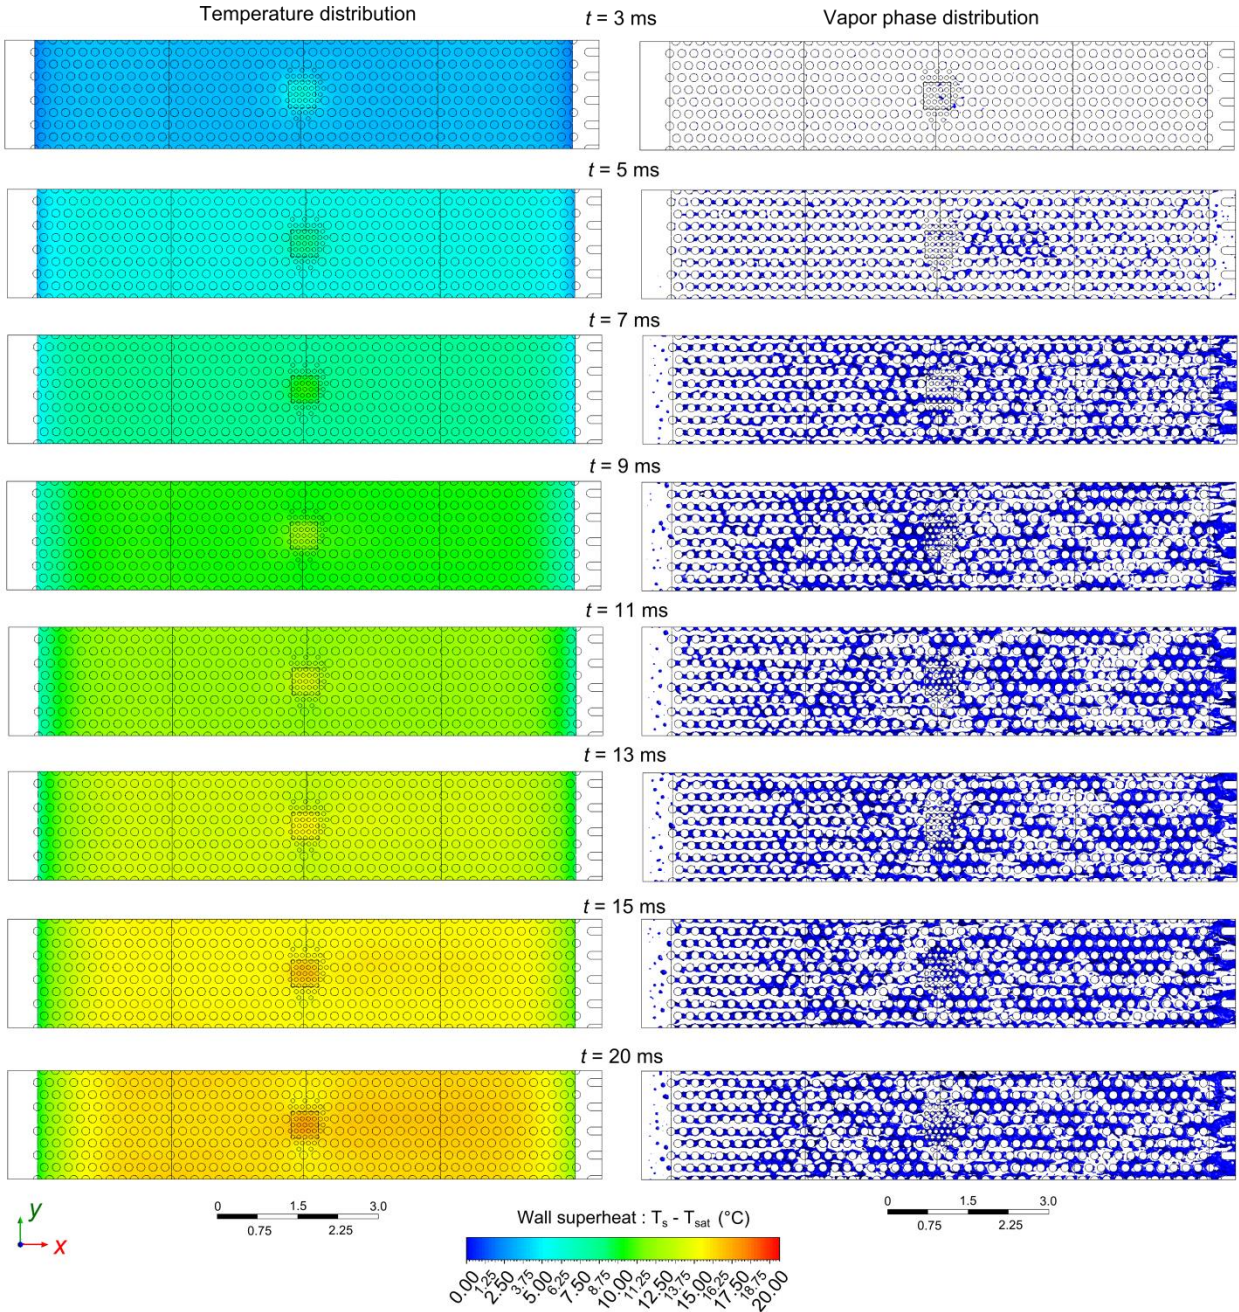 Temperature distribution
t = 3 ms
Vapor phase distribution
t = 5 ms
t = 7 ms
t = 9 ms
t = 11 ms
t = 13 ms
t = 15 ms
t = 20 ms
y
x
0 1.5 3.0
0.75 2.25
Wall superheat : Ts - Tsat (°C)
0 1.5 3.0
0.75 2.25
0.00 1.25 2.50 3.75 5.00 6.25 7.50 8.75 10.00 11.25 12.50 13.75 15.00 16.25 17.50 18.75 20.00